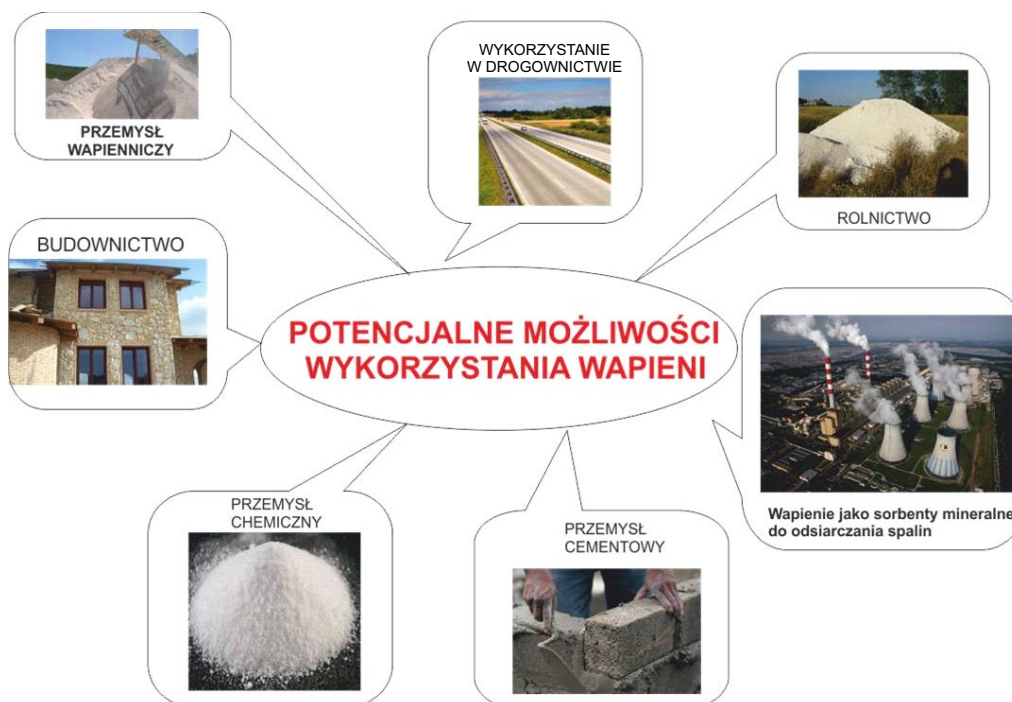 WYKORZYSTANIE
W DROGOWNICTWIE
PRZEMYSŁ
WAPIENNICZY
ROLNICTWO
BUDOWNICTWO
POTENCJALNE MOŻLIWOŚCI
WYKORZYSTANIA WAPIENI
Wapienie jako sorbenty mineralne
do odsiarczania spalin
PRZEMYSŁ
CHEMICZNY
PRZEMYSŁ
CEMENTOWY